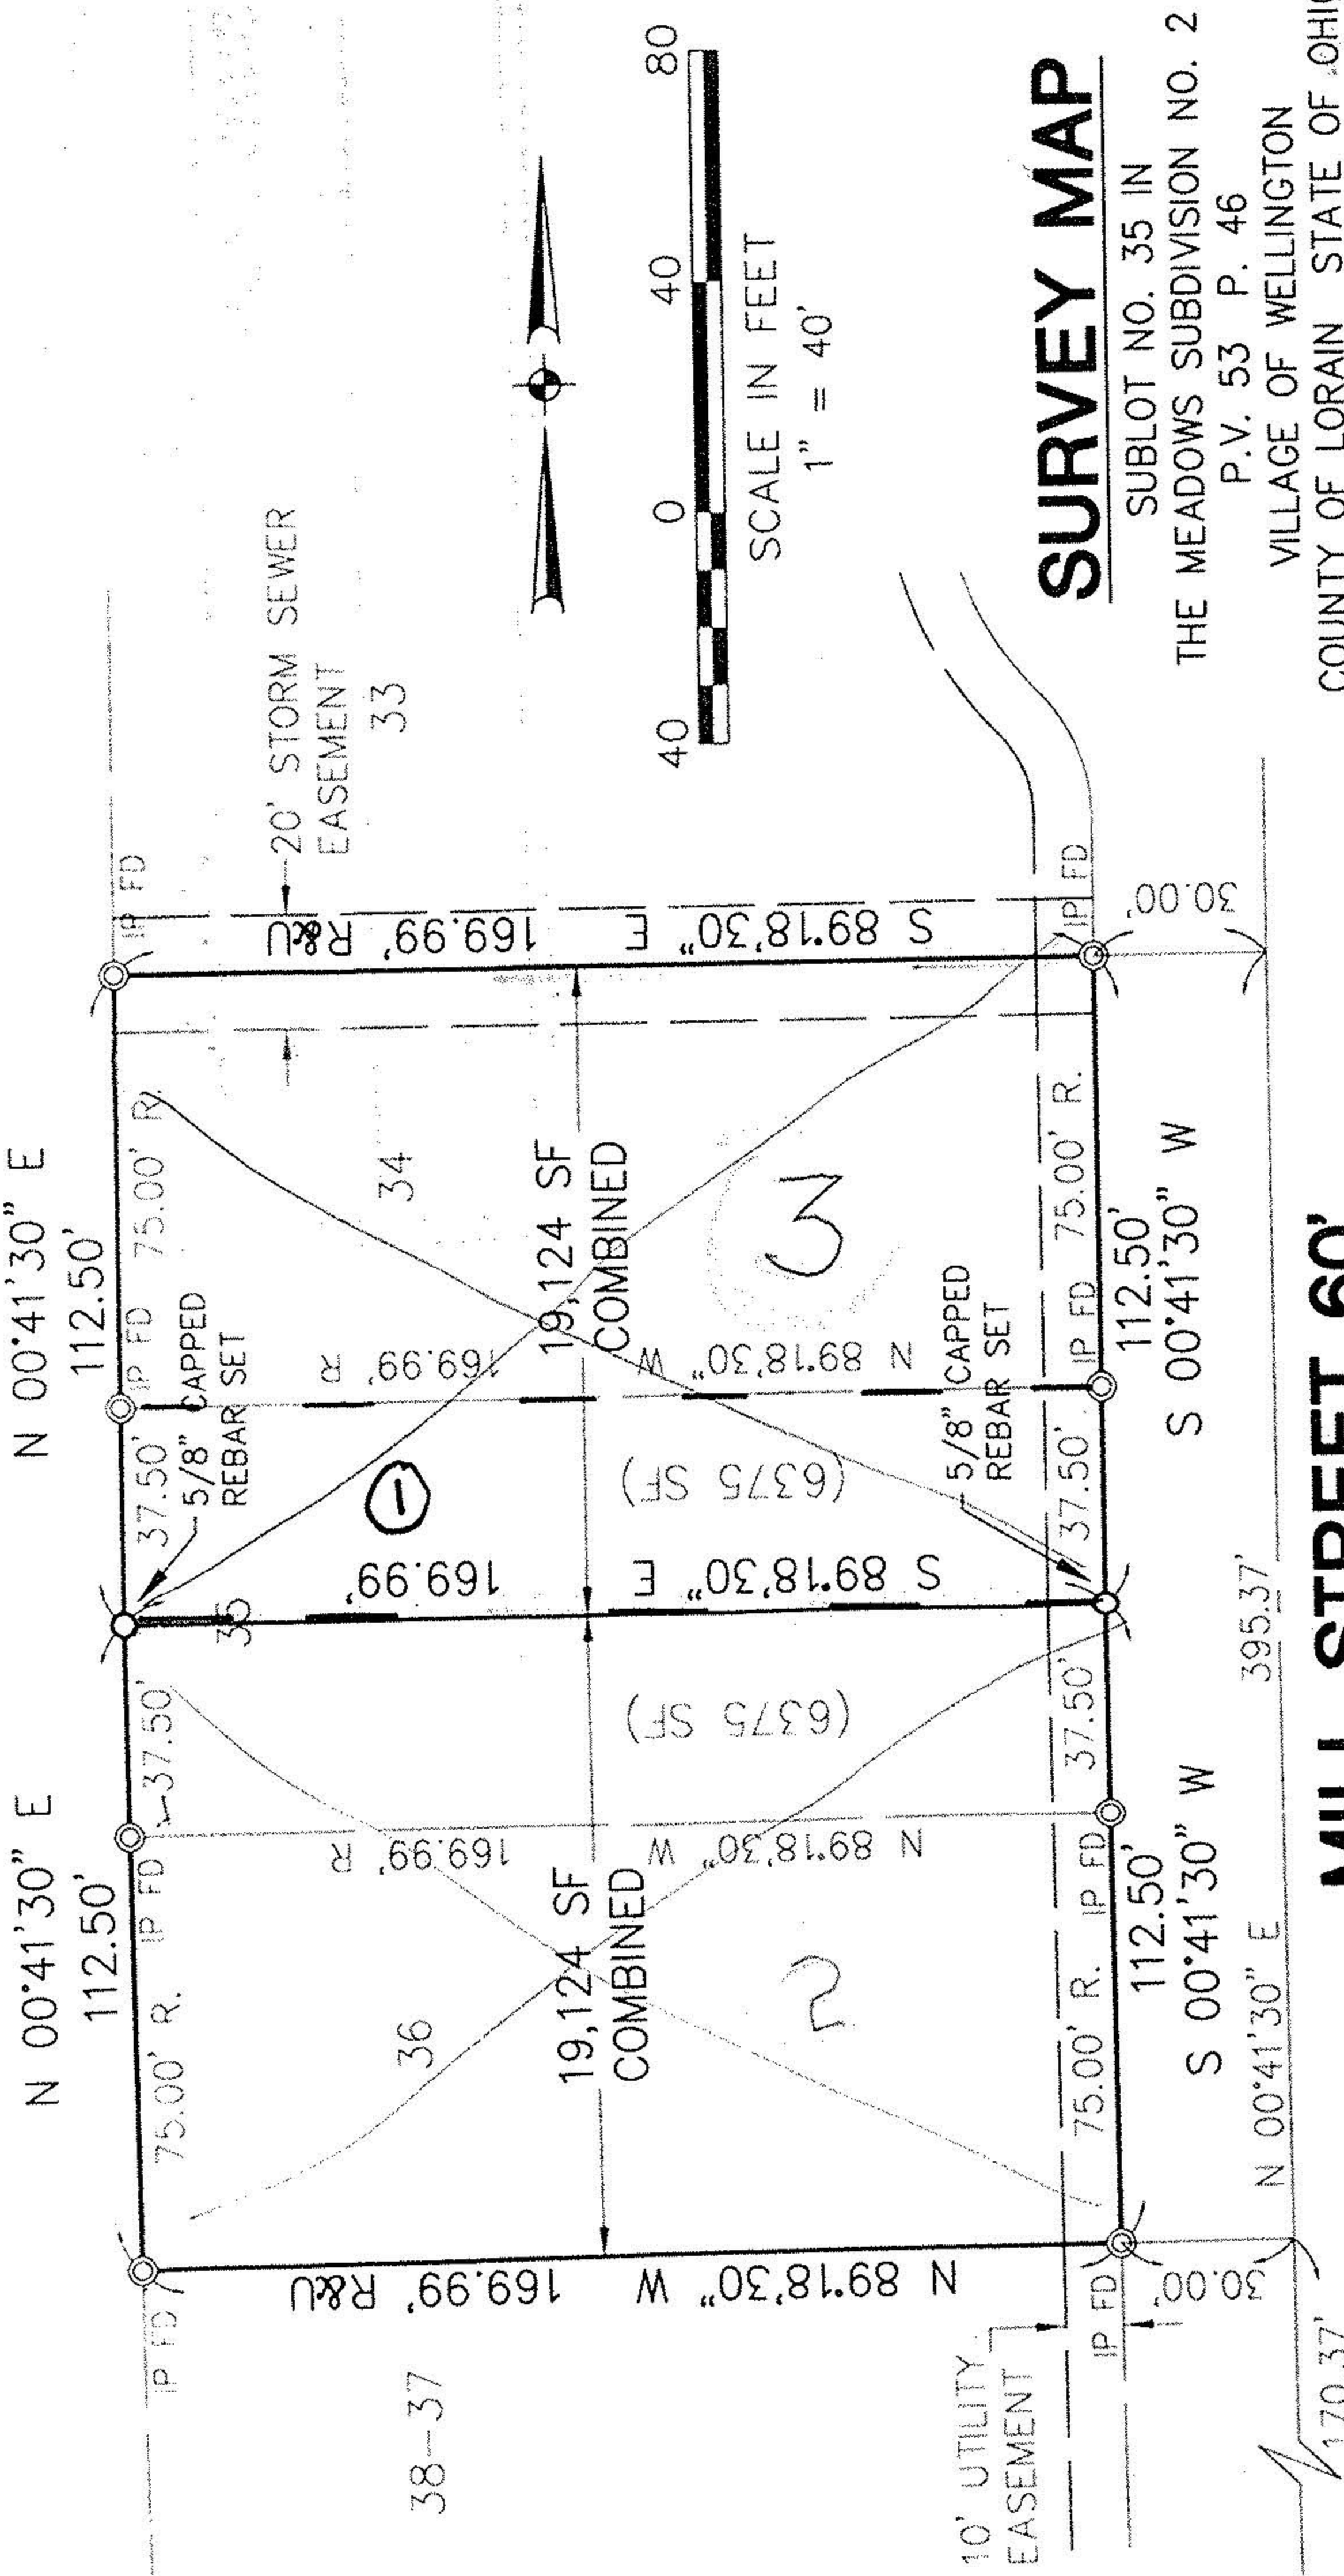 N 00°41'30" E
112.50'
N 00°41'30" E
112.50'
IP FD
75.00' R.
IP FD
37.50'
37.50'
IP FD
75.00' R.
IP FD
5/8" CAPPED
REBAR SET
35
38-37
36
34
33
20' STORM SEWER
EASEMENT
1
N 89°18'30" W 169.99' R&U
N 89°18'30" W 169.99' R
S 89°18'30" E 169.99'
N 89°18'30" W 169.99' R
S 89°18'30" E 169.99' R&U
19,124 SF
COMBINED
19,124 SF
COMBINED
(6375 SF)
(6375 SF)
2
3
5/8" CAPPED
REBAR SET
10' UTILITY
EASEMENT
IP FD
75.00' R.
IP FD
37.50'
37.50'
IP FD
75.00' R.
IP FD
112.50'
S 00°41'30" W
112.50'
S 00°41'30" W
30.00'
30.00'
170.37'
N 00°41'30" E
395.37'
MILL STREET 60'
40
0
40
80
SCALE IN FEET
1" = 40'
SURVEY MAP
SUBLOT NO. 35 IN
THE MEADOWS SUBDIVISION NO. 2
P.V. 53 P. 46
VILLAGE OF WELLINGTON
COUNTY OF LORAIN STATE OF OHIO